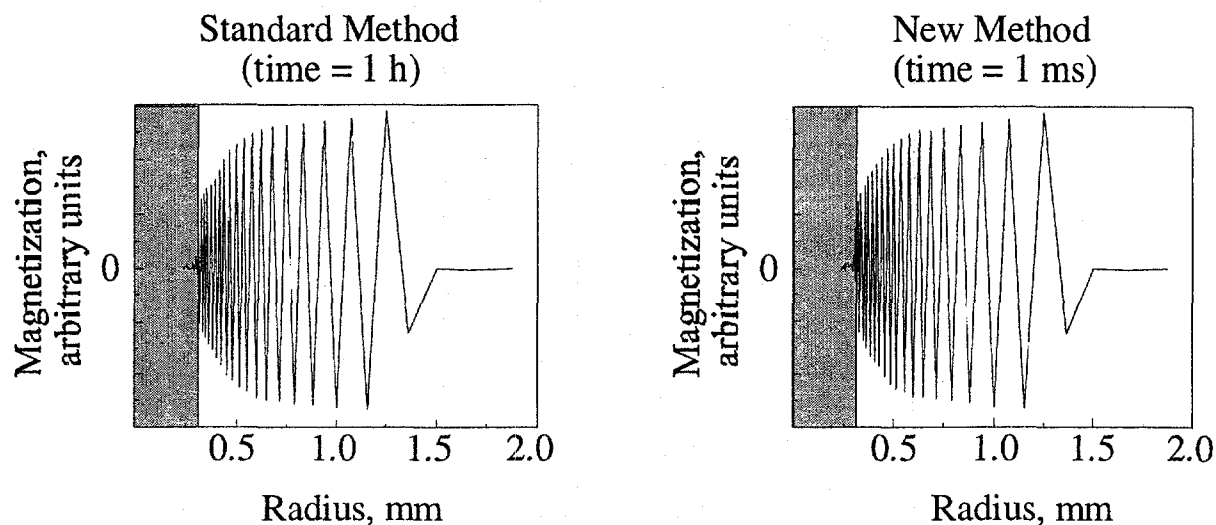 Standard Method
(time = 1 h)
Magnetization,
arbitrary units
0
0.5 1.0 1.5 2.0
Radius, mm
New Method
(time = 1 ms)
Magnetization,
arbitrary units
0
0.5 1.0 1.5 2.0
Radius, mm